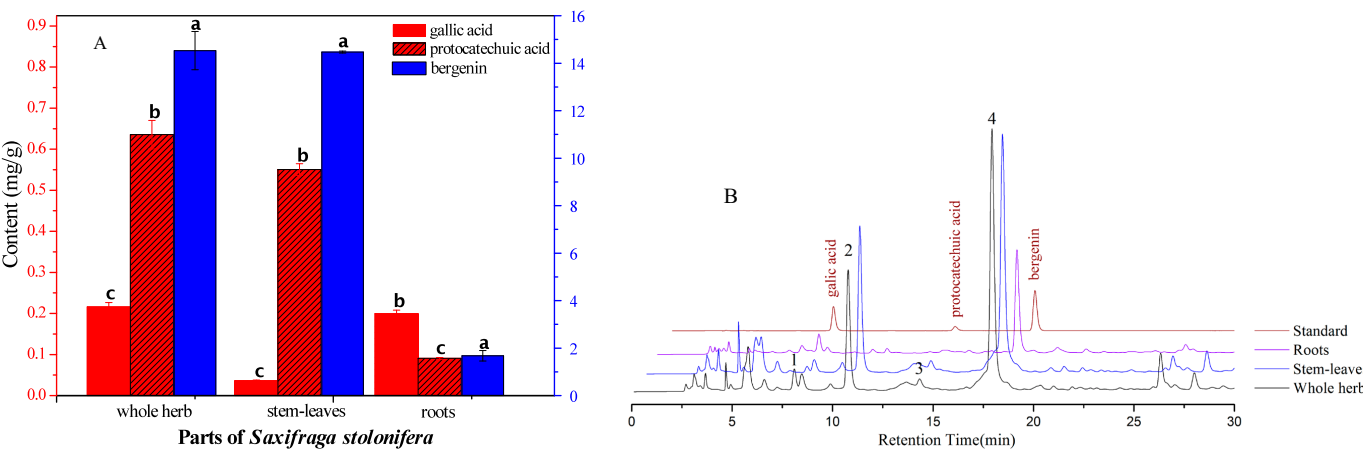 A
gallic acid
protocatechuic acid
bergenin
Content (mg/g)
0.9
0.8
0.7
0.6
0.5
0.4
0.3
0.2
0.1
0.0
16
14
12
10
8
6
4
2
0
c
b
a
c
b
a
b
c
a
whole herb
stem-leaves
roots
Parts of Saxifraga stolonifera
B
gallic acid
protocatechuic acid
bergenin
1
2
3
4
Standard
Roots
Stem-leave
Whole herb
0
5
10
15
20
25
30
Retention Time(min)